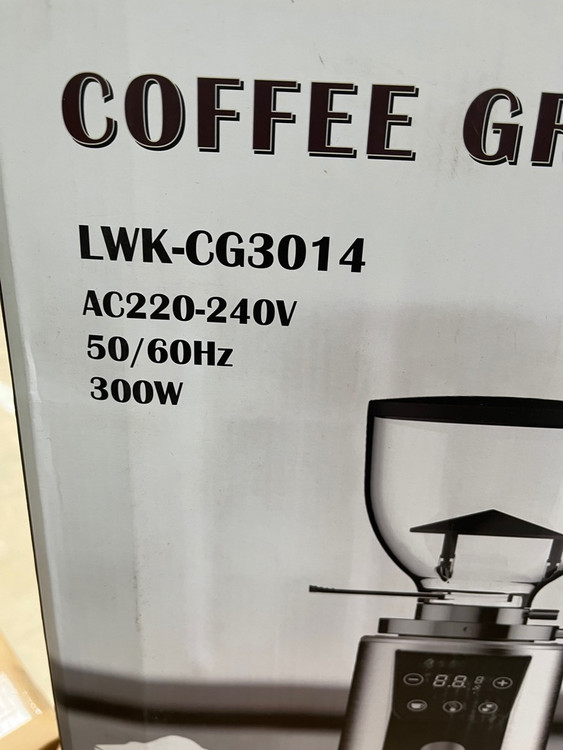 COFFEE GR
LWK-CG3014
AC220-240V
50/60Hz
300W